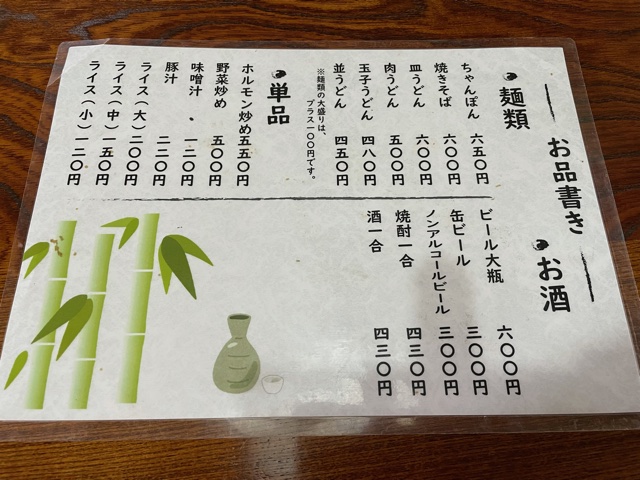 お品書き
麺類
ちゃんぽん 六五〇円
焼きそば 六〇〇円
皿うどん 六〇〇円
肉うどん 五〇〇円
玉子うどん 四八〇円
並うどん 四五〇円
※麺類の大盛りは、
プラス一〇〇円です。
単品
ホルモン炒め 五五〇円
野菜炒め 五〇〇円
味噌汁 一二〇円
豚汁 二二〇円
ライス(大) 二〇〇円
ライス(中) 一五〇円
ライス(小) 一二〇円
お酒
ビール大瓶 六〇〇円
缶ビール 三〇〇円
ノンアルコールビール 三〇〇円
焼酎一合 四三〇円
酒一合 四三〇円